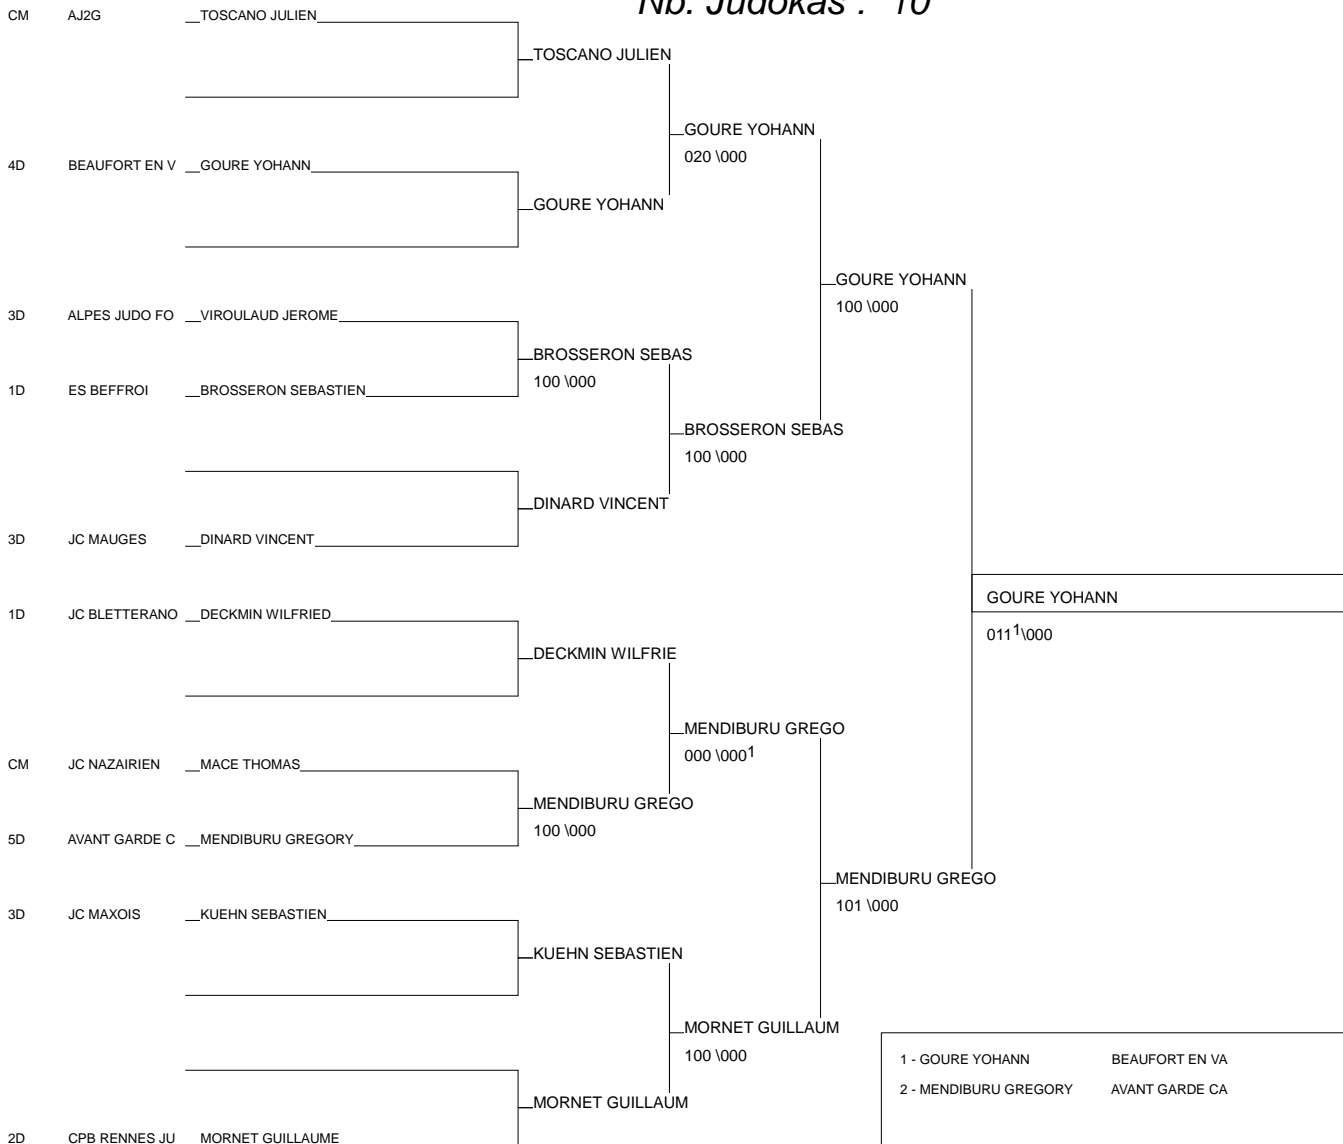 Nb. Judokas : 10
CM AJ2G TOSCANO JULIEN
TOSCANO JULIEN
GOURE YOHANN
020 \000
4D BEAUFORT EN V GOURE YOHANN
GOURE YOHANN
GOURE YOHANN
100 \000
3D ALPES JUDO FO VIROULAUD JEROME
BROSSERON SEBAS
100 \000
1D ES BEFFROI BROSSERON SEBASTIEN
BROSSERON SEBAS
100 \000
DINARD VINCENT
3D JC MAUGES DINARD VINCENT
GOURE YOHANN
011 1\000
1D JC BLETTERANO DECKMIN WILFRIED
DECKMIN WILFRIE
MENDIBURU GREGO
000 \000 1
CM JC NAZAIRIEN MACE THOMAS
MENDIBURU GREGO
100 \000
5D AVANT GARDE C MENDIBURU GREGORY
MENDIBURU GREGO
101 \000
3D JC MAXOIS KUEHN SEBASTIEN
KUEHN SEBASTIEN
MORNET GUILLAUM
100 \000
1 - GOURE YOHANN BEAUFORT EN VA
2 - MENDIBURU GREGORY AVANT GARDE CA
MORNET GUILLAUM
2D CPB RENNES JU MORNET GUILLAUME